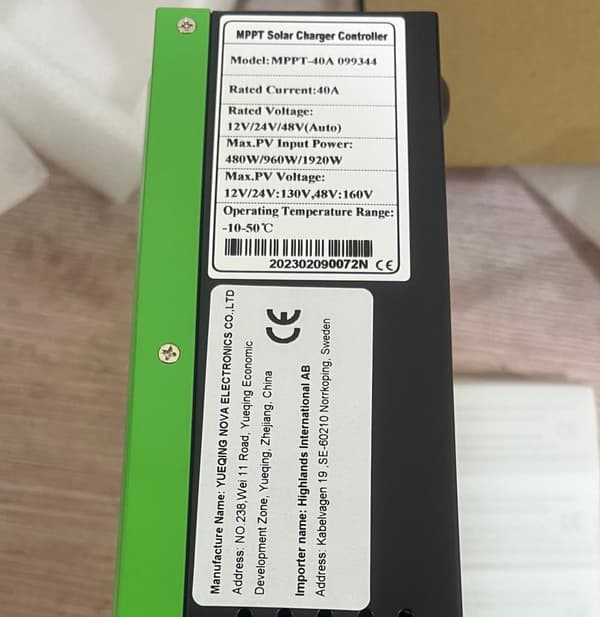 MPPT Solar Charger Controller
Model:MPPT-40A 099344
Rated Current:40A
Rated Voltage:
12V/24V/48V(Auto)
Max.PV Input Power:
480W/960W/1920W
Max.PV Voltage:
12V/24V:130V,48V:160V
Operating Temperature Range:
-10-50℃
202302090072N CE
Manufacture Name: YUEQING NOVA ELECTRONICS CO.,LTD
Address: NO.238,Wei 11 Road, Yueqing Economic
Development Zone, Yueqing, Zhejiang, China
CE
Importer name: Highlands International AB
Address: Kabelvagen 19 ,SE-60210 Norrkoping, Sweden